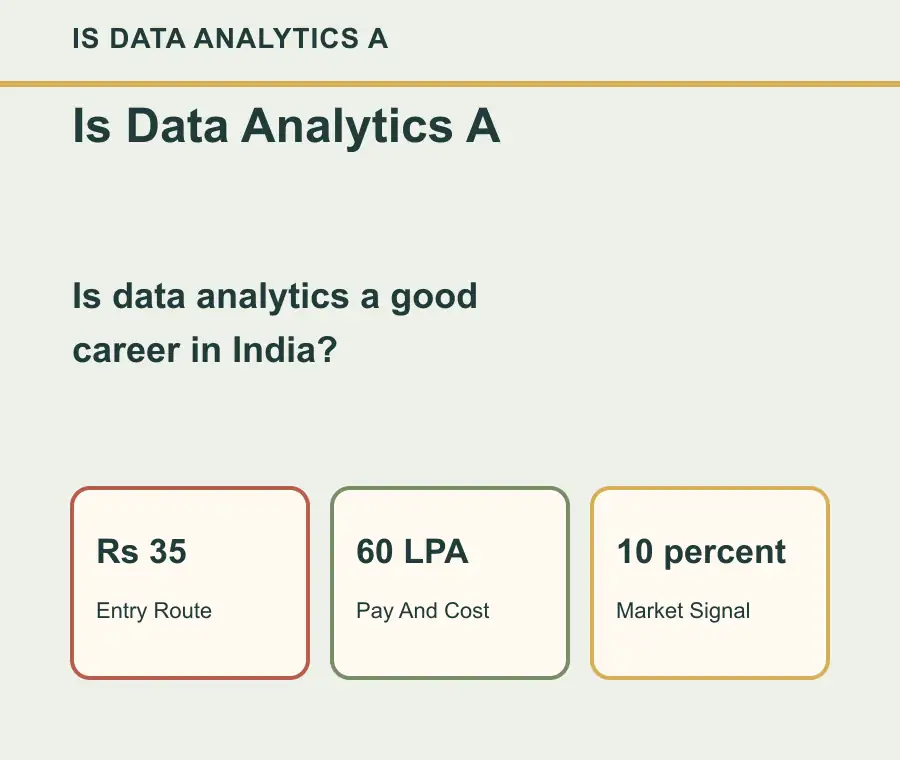 IS DATA ANALYTICS A
Is Data Analytics A
Is data analytics a good
career in India?
Rs 35
Entry Route
60 LPA
Pay And Cost
10 percent
Market Signal